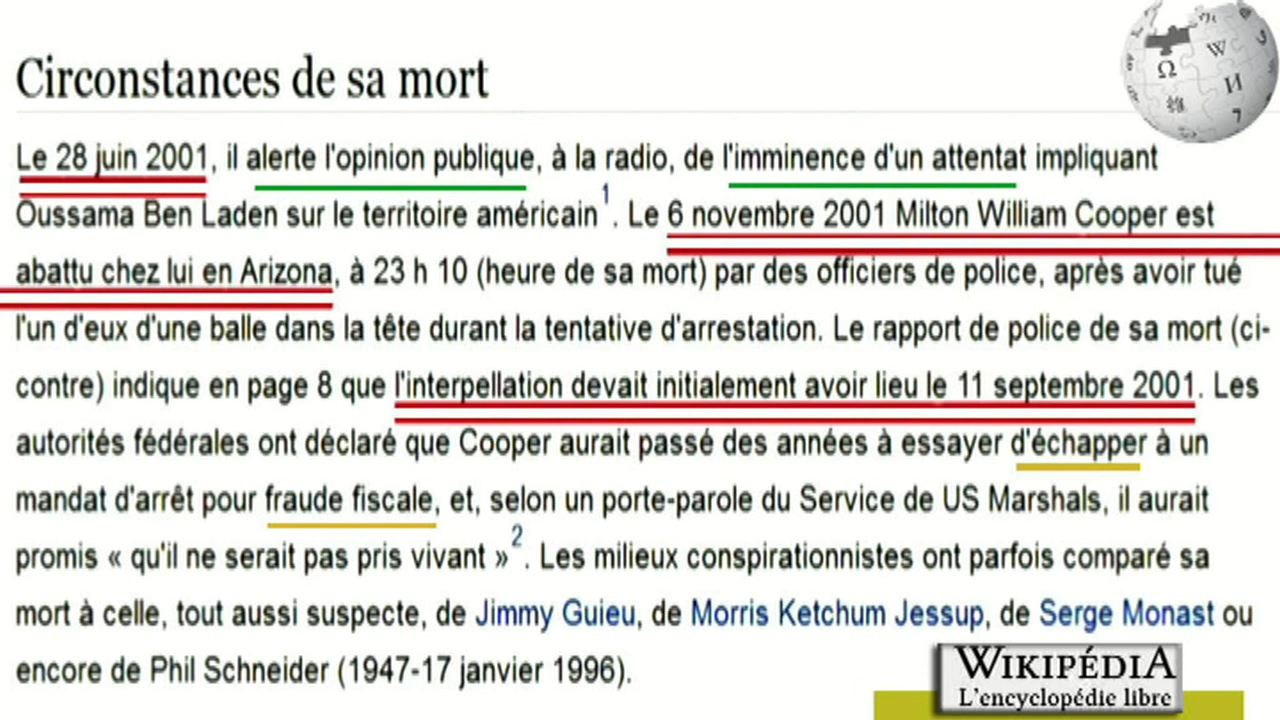 Circonstances de sa mort
Le 28 juin 2001, il alerte l'opinion publique, à la radio, de l'imminence d'un attentat impliquant
Oussama Ben Laden sur le territoire américain 1. Le 6 novembre 2001 Milton William Cooper est
abattu chez lui en Arizona, à 23 h 10 (heure de sa mort) par des officiers de police, après avoir tué
l'un d'eux d'une balle dans la tête durant la tentative d'arrestation. Le rapport de police de sa mort (ci-
contre) indique en page 8 que l'interpellation devait initialement avoir lieu le 11 septembre 2001. Les
autorités fédérales ont déclaré que Cooper aurait passé des années à essayer d'échapper à un
mandat d'arrêt pour fraude fiscale, et, selon un porte-parole du Service de US Marshals, il aurait
promis « qu'il ne serait pas pris vivant » 2. Les milieux conspirationnistes ont parfois comparé sa
mort à celle, tout aussi suspecte, de Jimmy Guieu, de Morris Ketchum Jessup, de Serge Monast ou
encore de Phil Schneider (1947-17 janvier 1996).
WIKIPÉDIA
L'encyclopédie libre